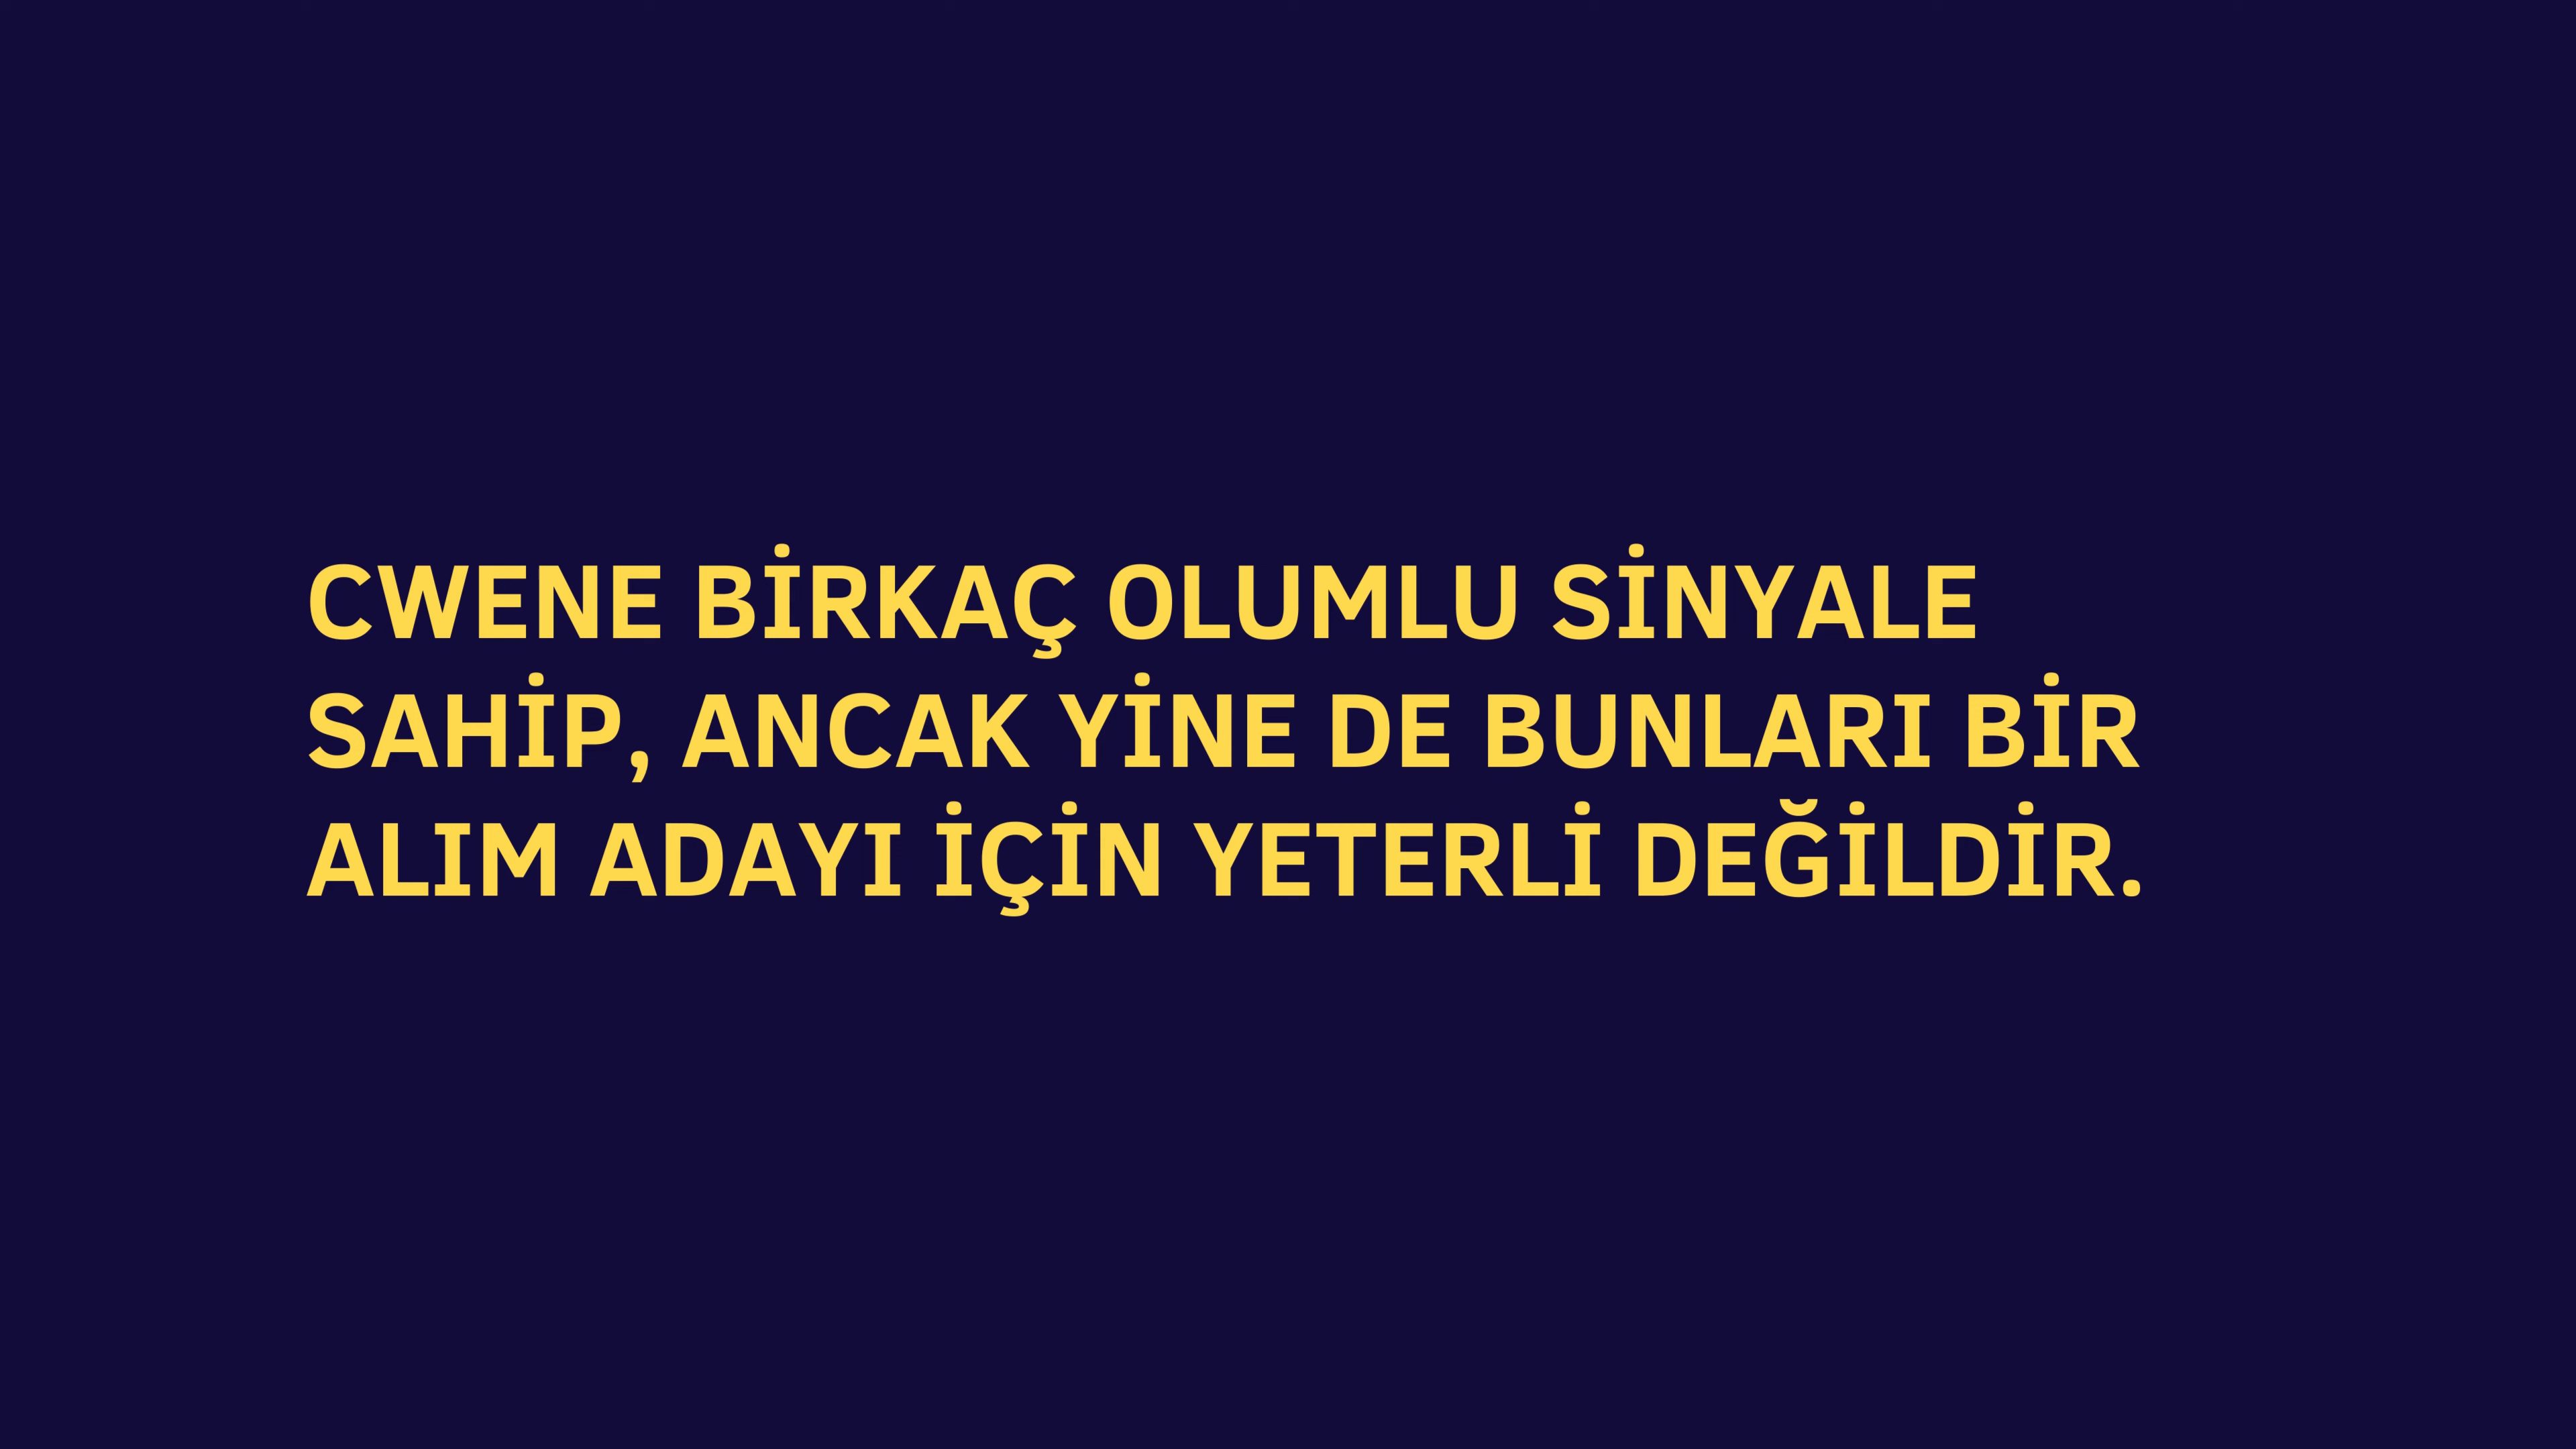 CWENE BİRKAÇ OLUMLU SİNYALE
SAHİP, ANCAK YİNE DE BUNLARI BİR
ALIM ADAYI İÇİN YETERLİ DEĞİLDİR.